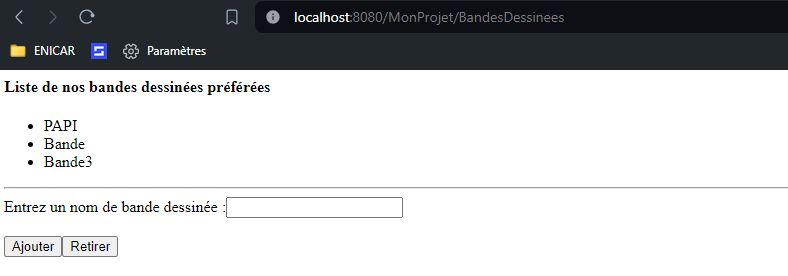 localhost:8080/MonProjet/BandesDessinees
ENICAR Paramètres
Liste de nos bandes dessinées préférées
PAPI
Bande
Bande3
Entrez un nom de bande dessinée :
Ajouter Retirer